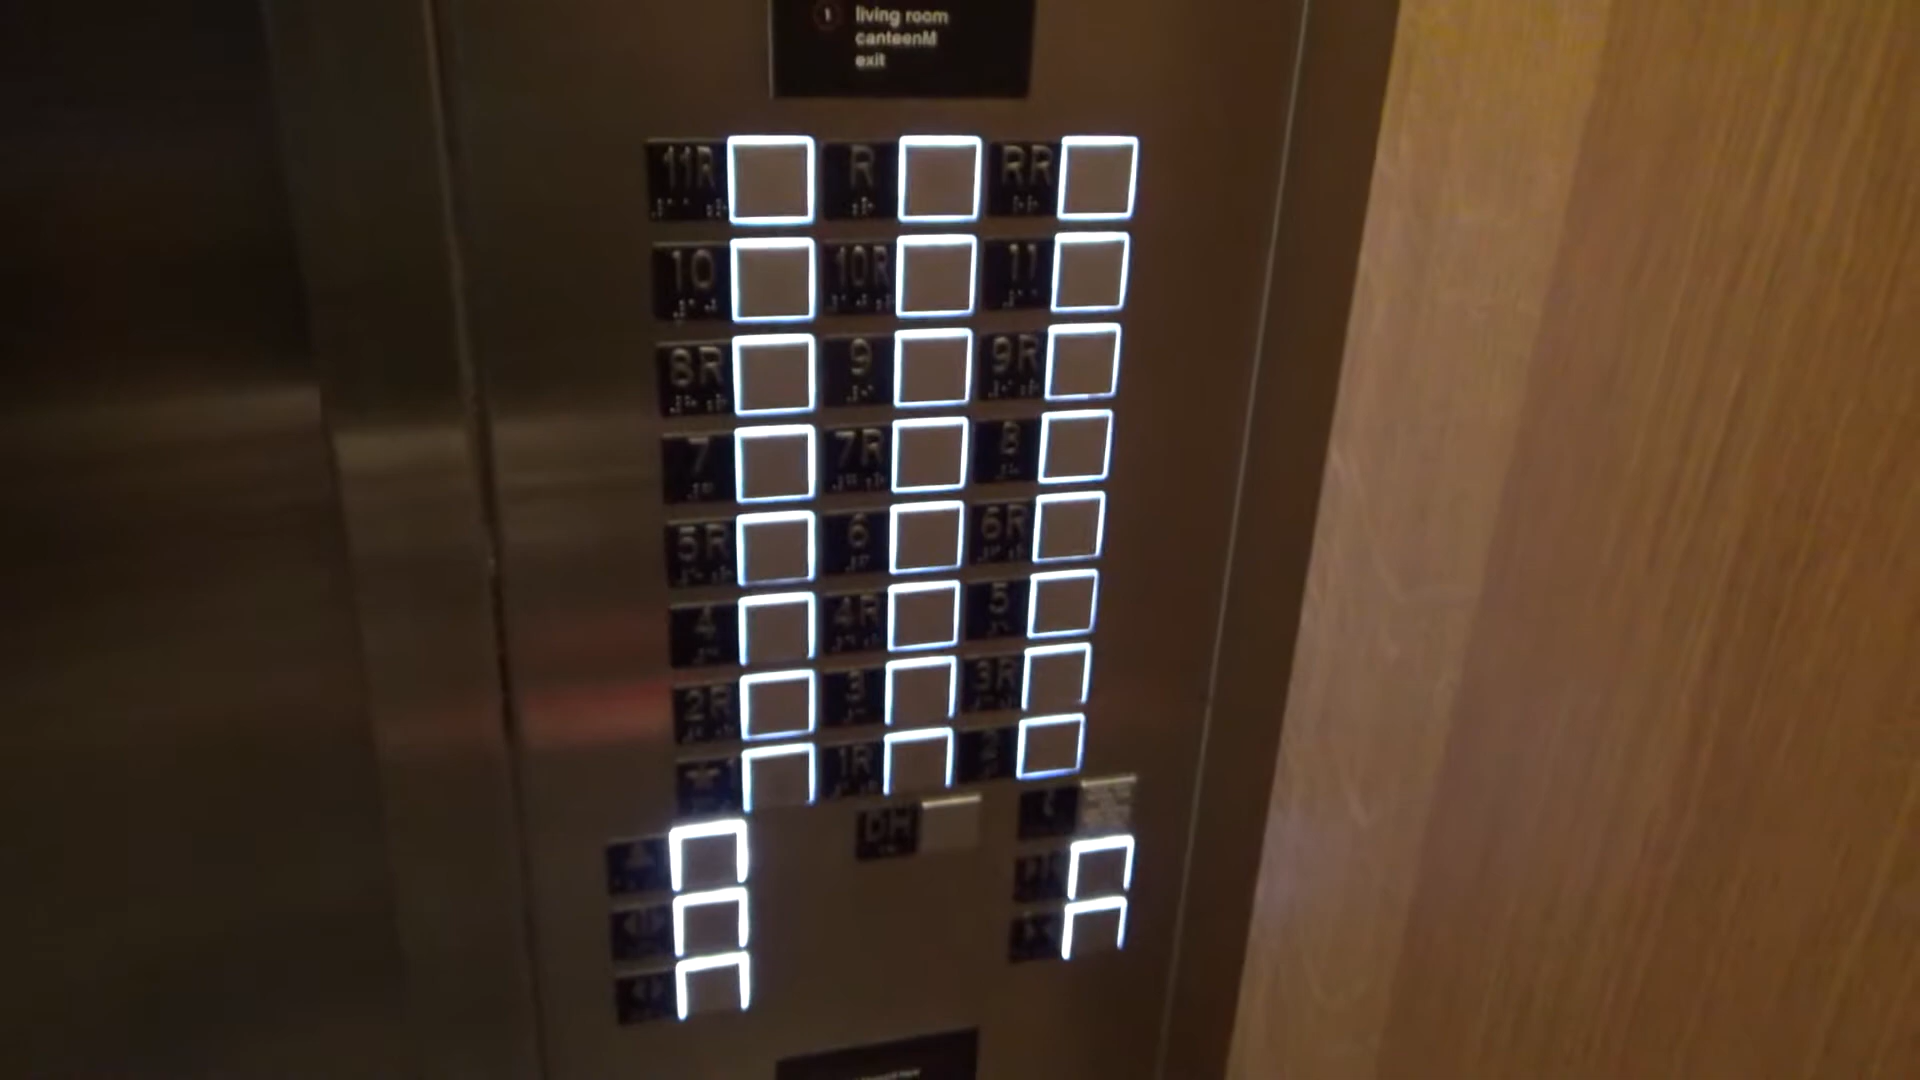 1 living room
canteenM
exit
11R R RR
10 10R 11
8R 9 9R
7 7R 8
5R 6 6R
4 4R 5
2R 3 3R
1R 2
DH